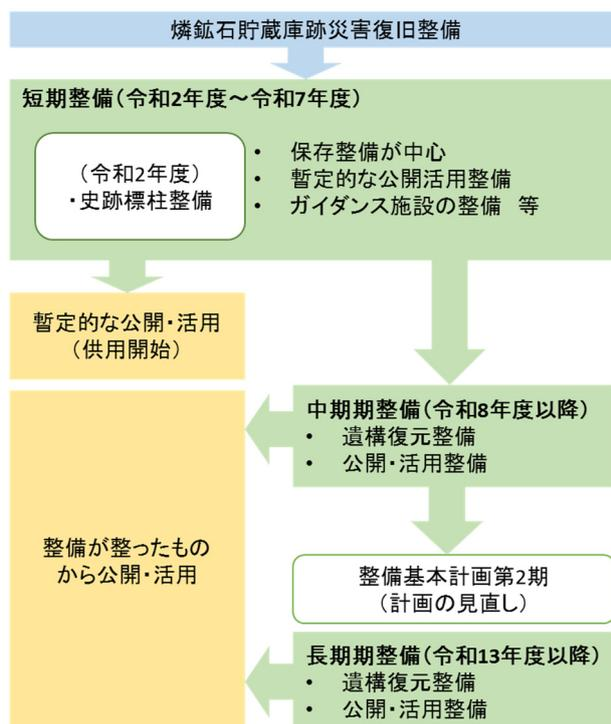 燐鉱石貯蔵庫跡災害復旧整備
短期整備(令和2年度～令和7年度)
(令和2年度)
・史跡標柱整備
• 保存整備が中心
• 暫定的な公開活用整備
• ガイダンス施設の整備 等
暫定的な公開・活用
(供用開始)
中期期整備(令和8年度以降)
• 遺構復元整備
• 公開・活用整備
整備が整ったもの
から公開・活用
整備基本計画第2期
(計画の見直し)
長期期整備(令和13年度以降)
• 遺構復元整備
• 公開・活用整備